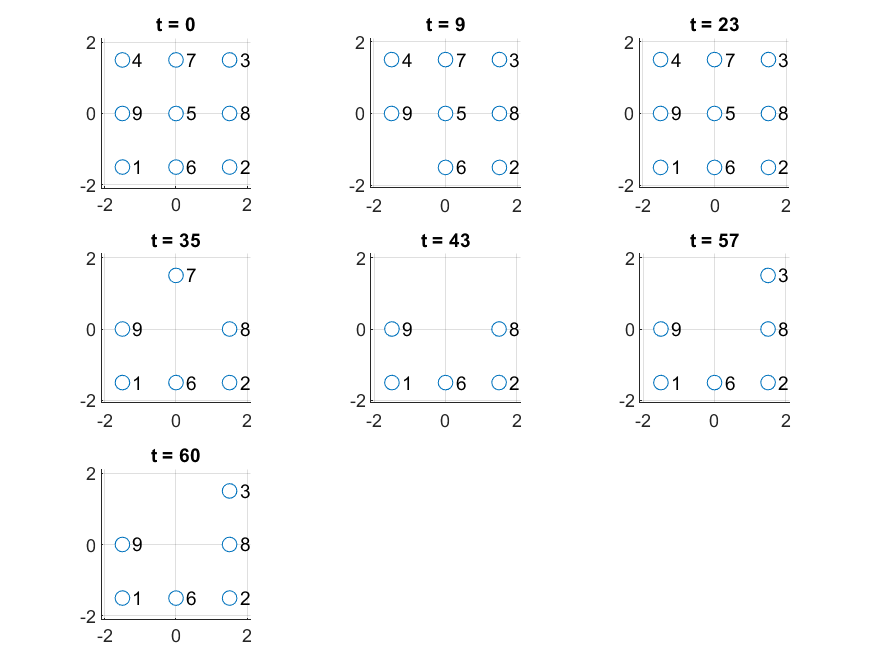 t = 0 t = 9 t = 23
2 4 7 3 2 4 7 3 2 4 7 3
0 9 5 8 0 9 5 8 0 9 5 8
1 6 2 6 2 1 6 2
-2 -2 -2
-2 0 2 -2 0 2 -2 0 2
t = 35 t = 43 t = 57
2 7 2 2 3
0 9 8 0 9 8 0 9 8
1 6 2 1 6 2 1 6 2
-2 -2 -2
-2 0 2 -2 0 2 -2 0 2
t = 60
2 3
0 9 8
1 6 2
-2
-2 0 2